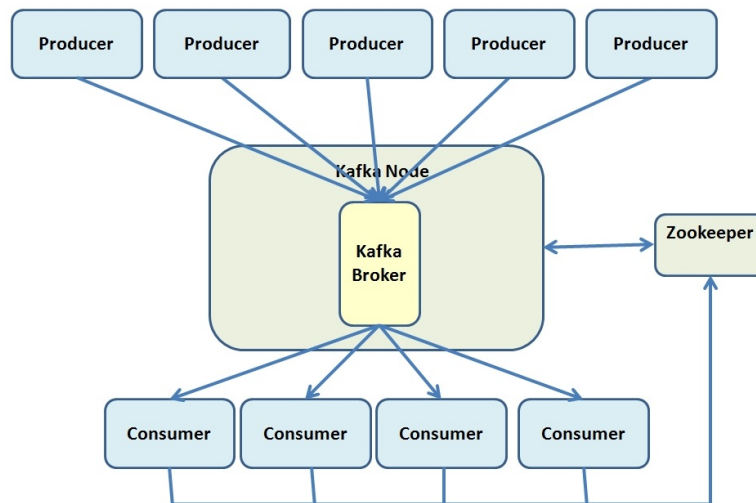 Producer
Producer
Producer
Producer
Producer
Kafka Node
Kafka
Broker
Zookeeper
Consumer
Consumer
Consumer
Consumer